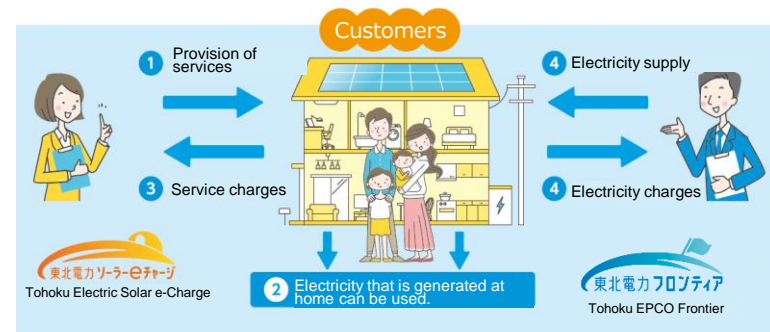 Customers
1
Provision of
services
3
Service charges
4
Electricity supply
4
Electricity charges
2
Electricity that is generated at
home can be used.
東北電力ソーラーeチャージ
Tohoku Electric Solar e-Charge
東北電力フロンティア
Tohoku EPCO Frontier